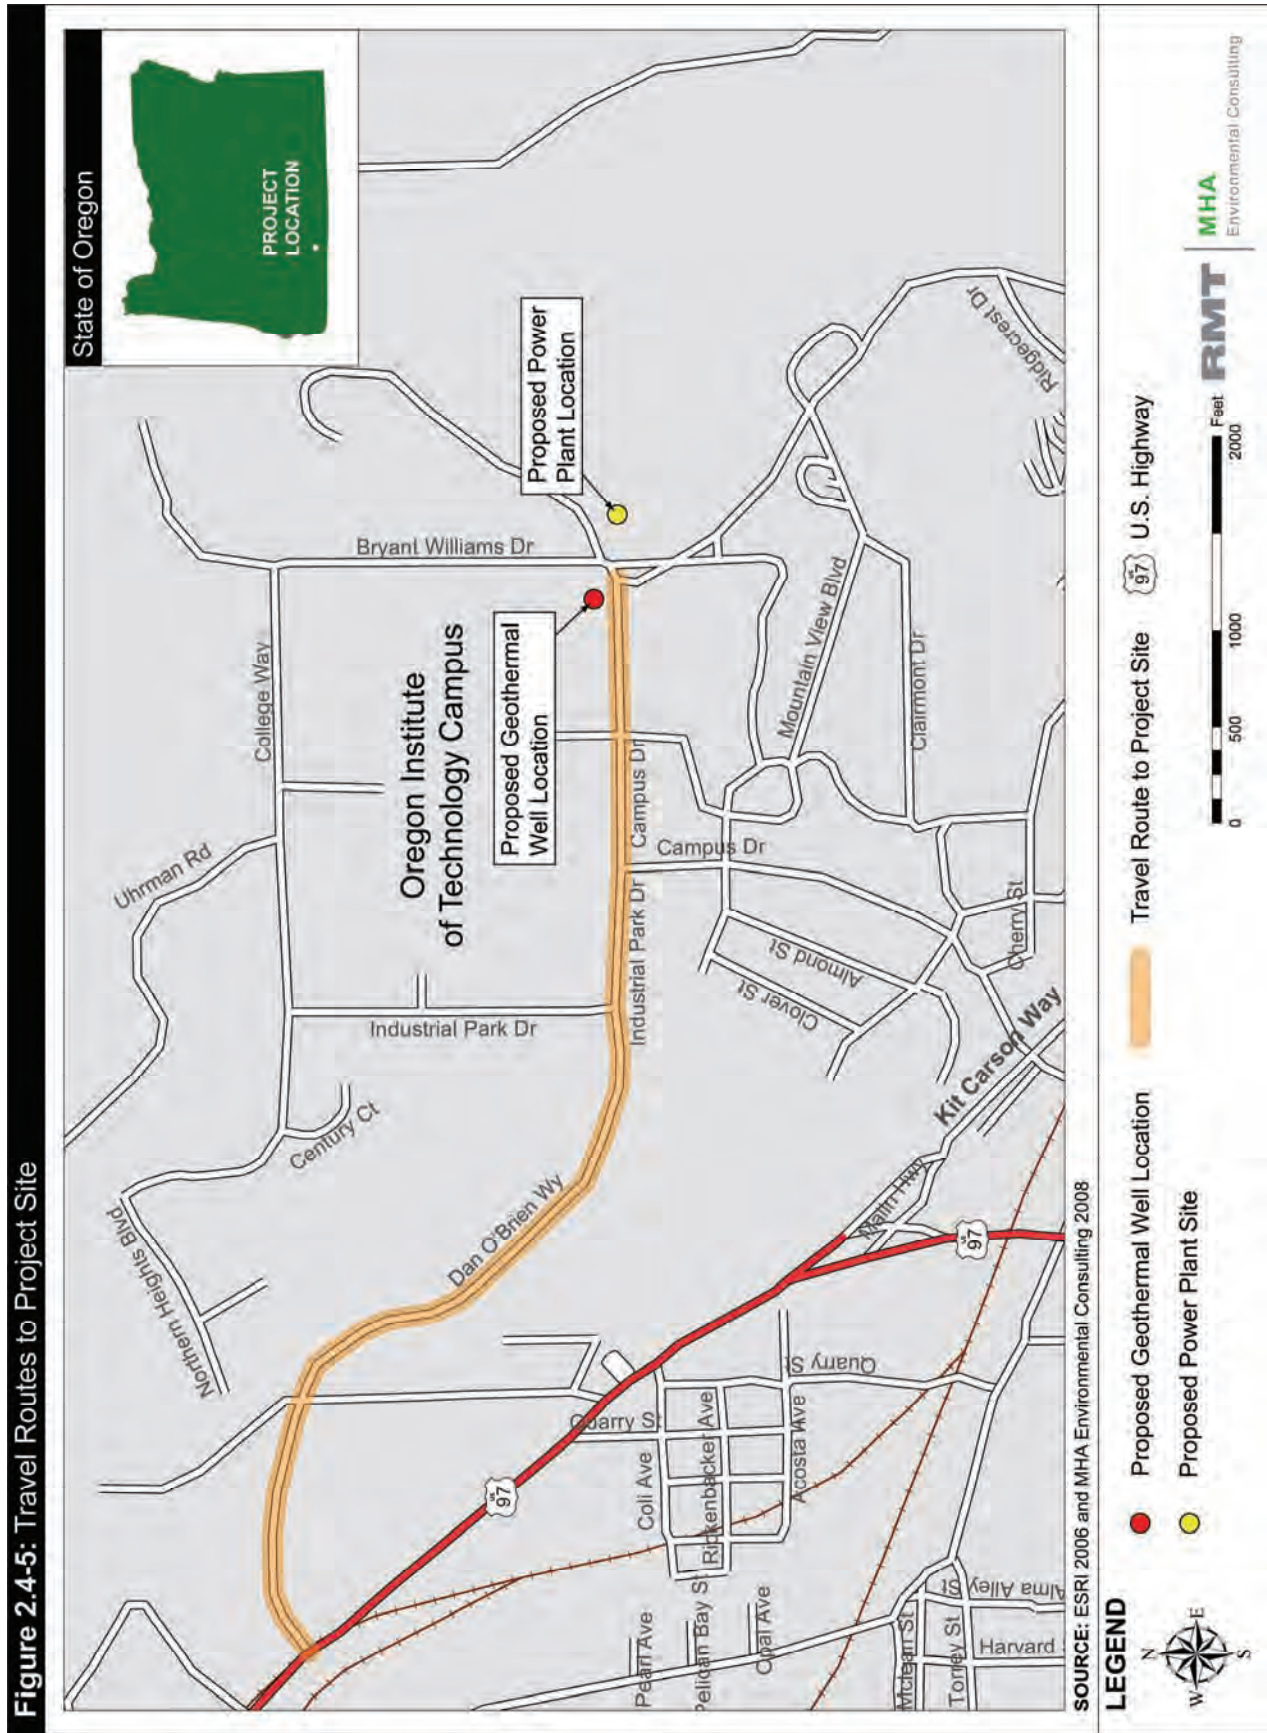 Figure 2.4-5: Travel Routes to Project Site
State of Oregon
PROJECT
LOCATION
Uhrman Rd
College Way
Northern Heights Blvd
Century Ct
Industrial Park Dr
Bryant Williams Dr
Oregon Institute
of Technology Campus
Proposed Geothermal
Well Location
Proposed Power
Plant Location
Dan O'Brien Wy
Industrial Park Dr
Campus Dr
Campus Dr
Mountain View Blvd
Clairmont Dr
Ridgecrest Dr
Almond St
Clover St
Cherry St
Kit Carson Way
Malin Hwy
US
97
US
97
Quarry St
Quarry St
Coli Ave
Rickenbacker Ave
Acosta Ave
Pearl Ave
Pelican Bay St
Opal Ave
Mclean St
Torrey St
Harvard
Alma Alley
St
SOURCE: ESRI 2006 and MHA Environmental Consulting 2008
LEGEND
N
W
E
S
Proposed Geothermal Well Location
Proposed Power Plant Site
Travel Route to Project Site
US
97
U.S. Highway
0
500
1000
2000
Feet
RMT
MHA
Environmental Consulting